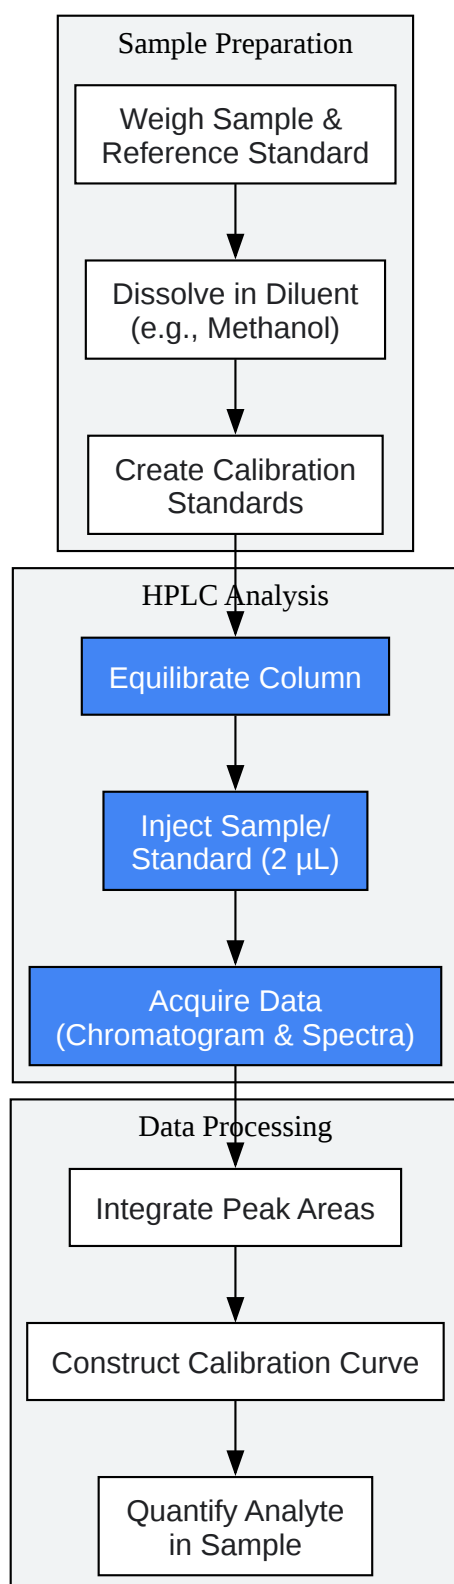 Sample Preparation
Weigh Sample &
Reference Standard
Dissolve in Diluent
(e.g., Methanol)
Create Calibration
Standards
HPLC Analysis
Equilibrate Column
Inject Sample/
Standard (2 µL)
Acquire Data
(Chromatogram & Spectra)
Data Processing
Integrate Peak Areas
Construct Calibration Curve
Quantify Analyte
in Sample